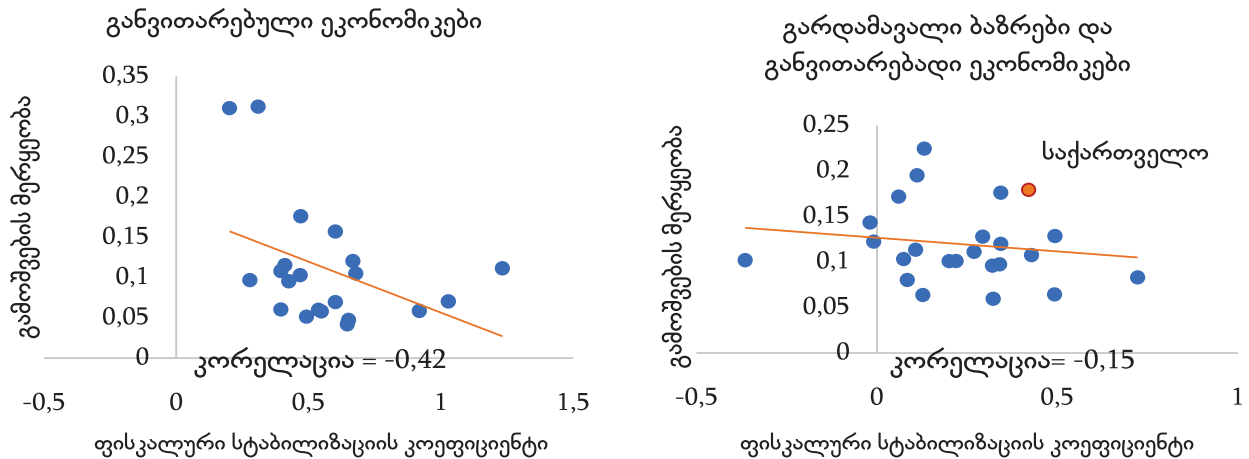 განვითარებული ეკონომიკები
0,35
0,3
0,25
0,2
0,15
0,1
0,05
0
გამოშვების მერყეობა
კორელაცია = -0,42
-0,5 0 0,5 1 1,5
ფისკალური სტაბილიზაციის კოეფიციენტი
გარდამავალი ბაზრები და
განვითარებადი ეკონომიკები
0,25
0,2
0,15
0,1
0,05
0
გამოშვების მერყეობა
საქართველო
კორელაცია= -0,15
-0,5 0 0,5 1
ფისკალური სტაბილიზაციის კოეფიციენტი